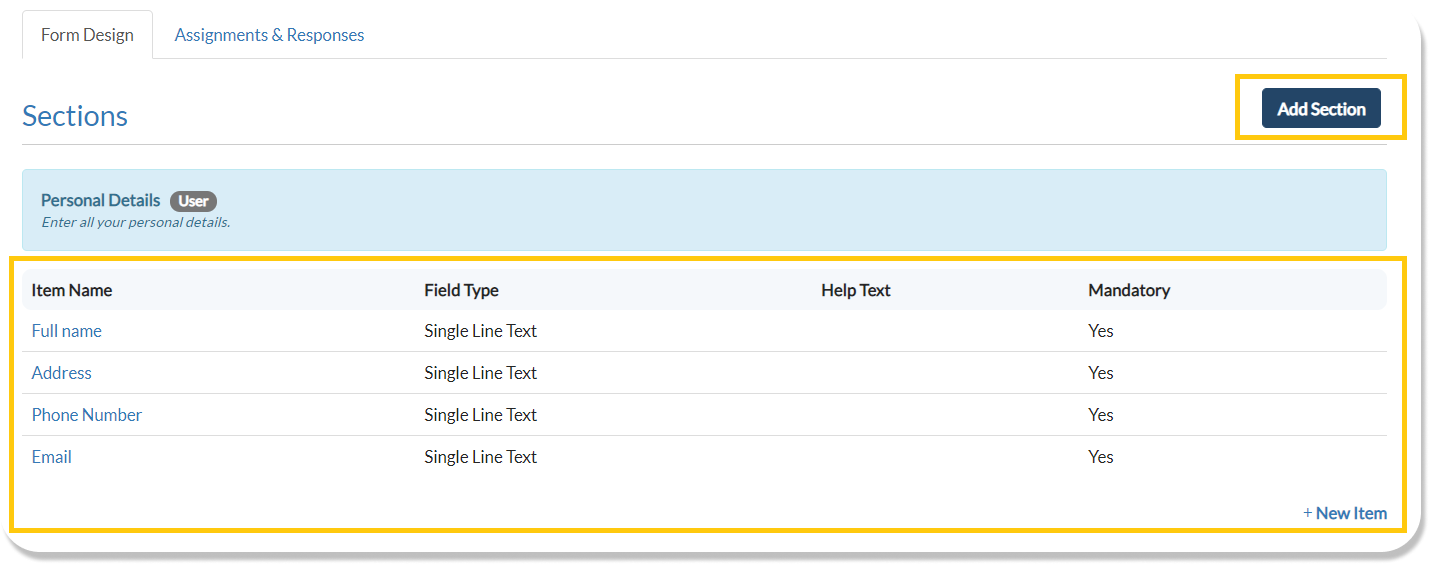 Form Design Assignments & Responses
Sections Add Section
Personal Details User
Enter all your personal details.
Item Name Field Type Help Text Mandatory
Full name Single Line Text Yes
Address Single Line Text Yes
Phone Number Single Line Text Yes
Email Single Line Text Yes
+ New Item